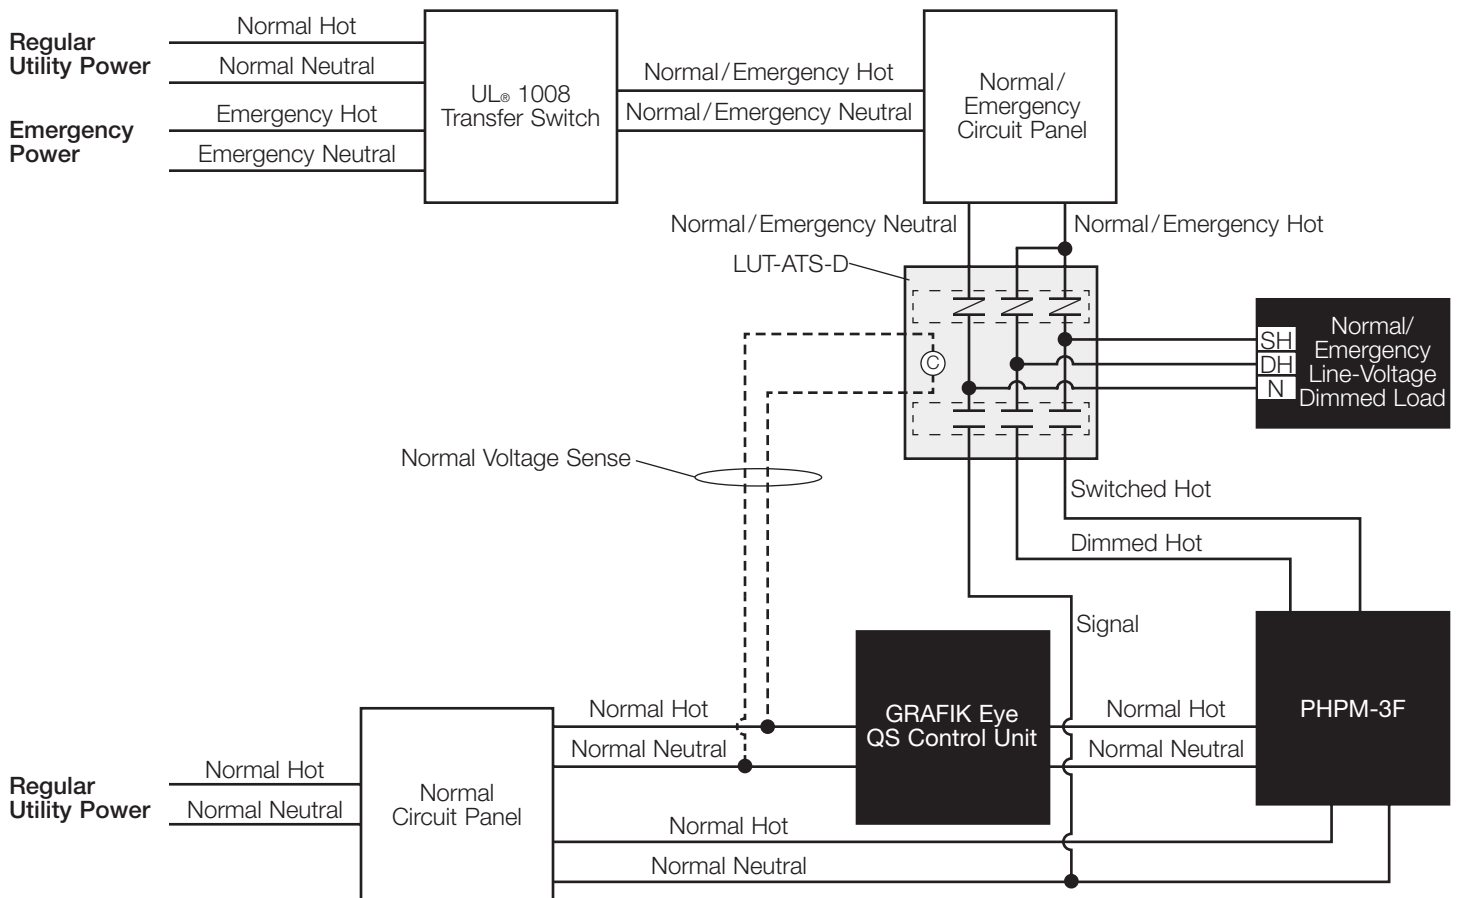 Regular
Utility Power
Normal Hot
Normal Neutral
Emergency
Power
Emergency Hot
Emergency Neutral
UL® 1008
Transfer Switch
Normal/Emergency Hot
Normal/Emergency Neutral
Normal/
Emergency
Circuit Panel
Normal/Emergency Neutral
Normal/Emergency Hot
LUT-ATS-D
C
SH
DH
N
Normal/
Emergency
Line-Voltage
Dimmed Load
Normal Voltage Sense
Switched Hot
Dimmed Hot
Signal
Regular
Utility Power
Normal Hot
Normal Neutral
Normal
Circuit Panel
Normal Hot
Normal Neutral
GRAFIK Eye
QS Control Unit
Normal Hot
Normal Neutral
PHPM-3F
Normal Hot
Normal Neutral